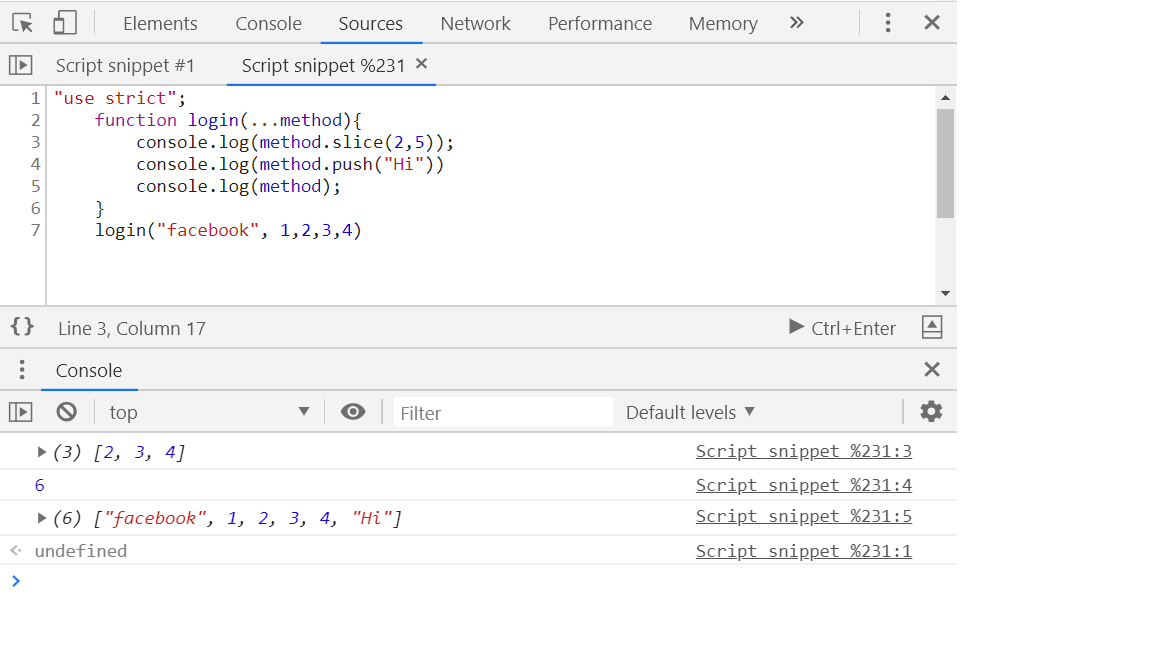 Elements Console Sources Network Performance Memory »
Script snippet #1 Script snippet %231 ×
1 "use strict";
2 function login(...method){
3 console.log(method.slice(2,5));
4 console.log(method.push("Hi"))
5 console.log(method);
6 }
7 login("facebook", 1,2,3,4)
{} Line 3, Column 17 Ctrl+Enter
Console
top Filter Default levels
(3) [2, 3, 4] Script snippet %231:3
6 Script snippet %231:4
(6) ["facebook", 1, 2, 3, 4, "Hi"] Script snippet %231:5
undefined Script snippet %231:1